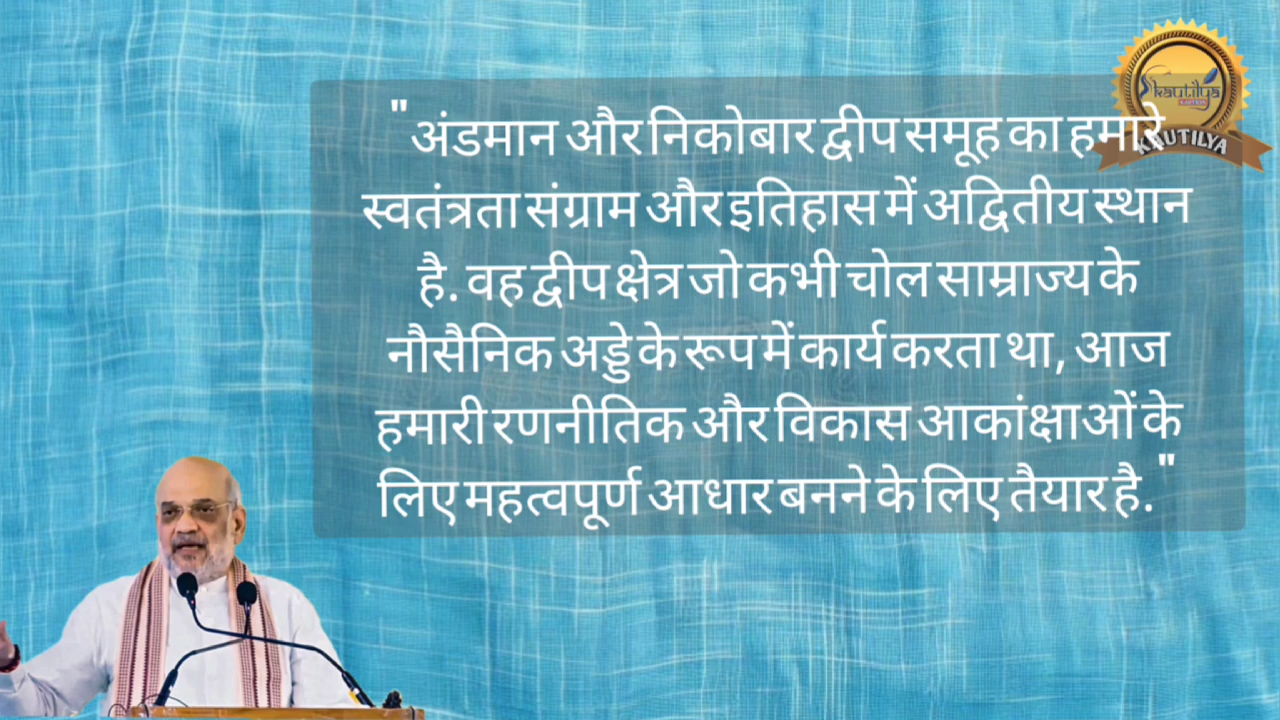 " अंडमान और निकोबार द्वीप समूह का हमारे
स्वतंत्रता संग्राम और इतिहास में अद्वितीय स्थान
है. वह द्वीप क्षेत्र जो कभी चोल साम्राज्य के
नौसैनिक अड्डे के रूप में कार्य करता था, आज
हमारी रणनीतिक और विकास आकांक्षाओं के
लिए महत्वपूर्ण आधार बनने के लिए तैयार है. "
kautilya
KAUTILYA